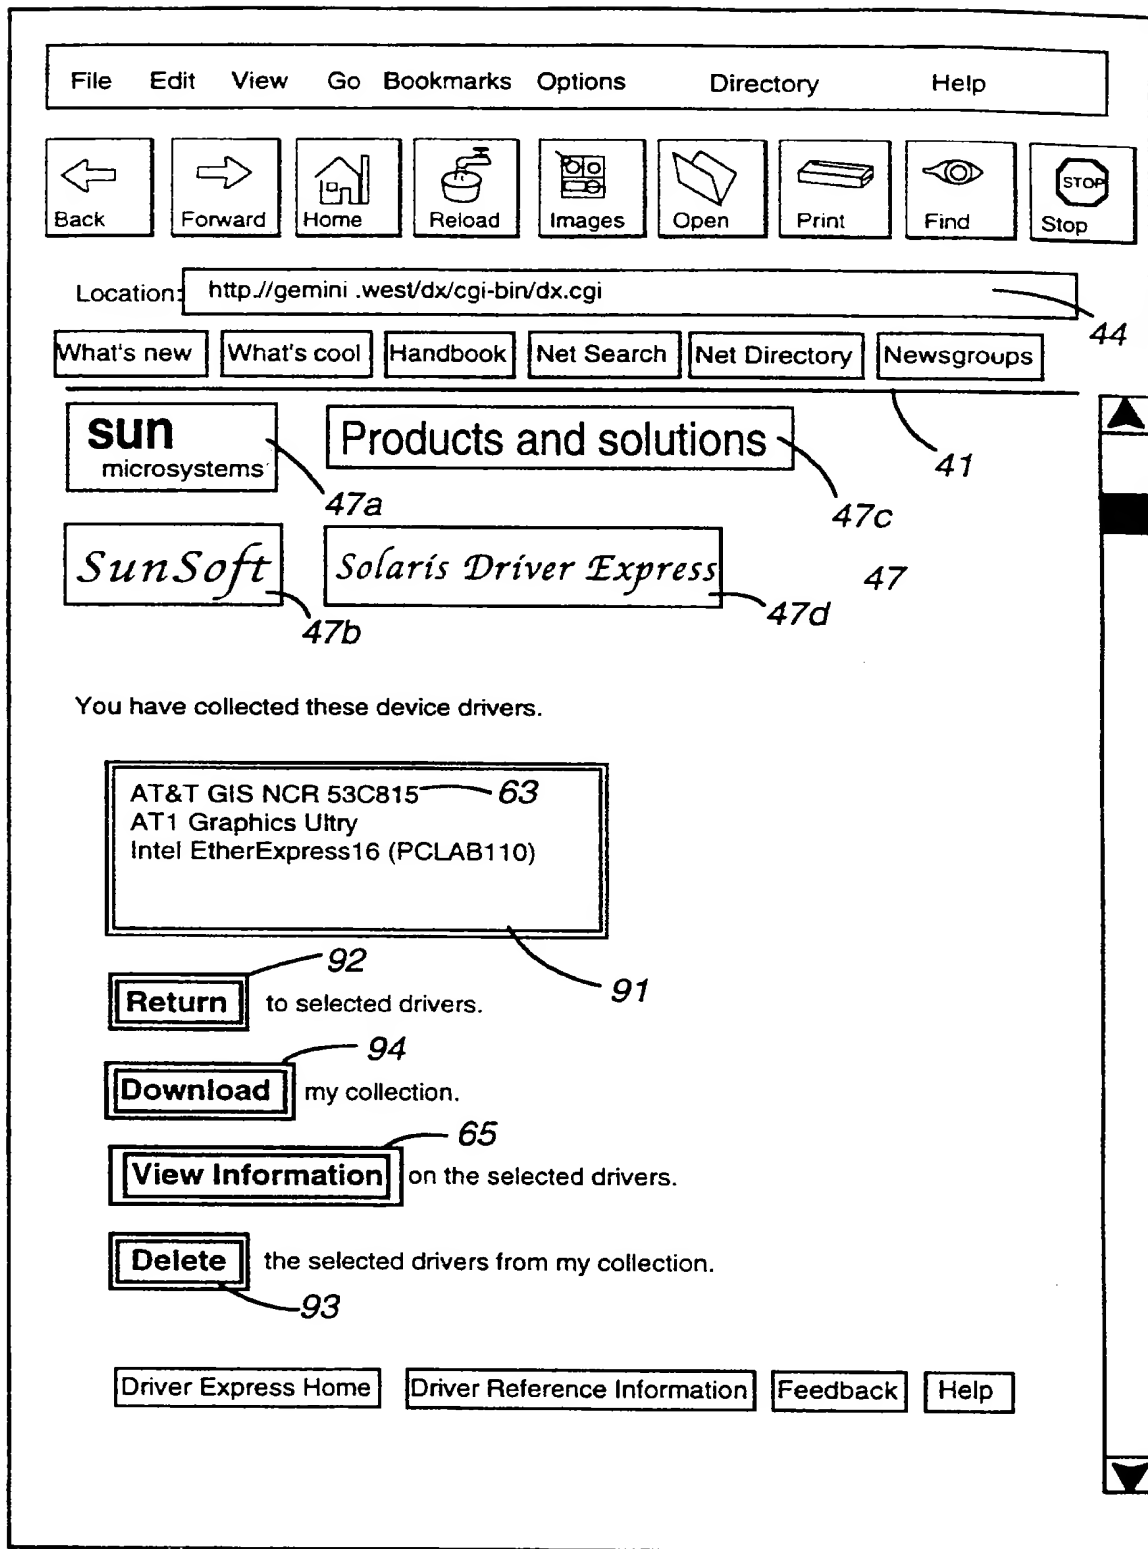 File Edit View Go Bookmarks Options Directory Help
Back Forward Home Reload Images Open Print Find STOP Stop
Location: http://gemini .west/dx/cgi-bin/dx.cgi
44
What's new What's cool Handbook Net Search Net Directory Newsgroups
sun Products and solutions
microsystems
41
47a 47c
SunSoft Solaris Driver Express 47
47b 47d
You have collected these device drivers.
AT&T GIS NCR 53C815 63
AT1 Graphics Ultry
Intel EtherExpress16 (PCLAB110)
92
91
Return to selected drivers.
94
Download my collection.
65
View Information on the selected drivers.
Delete the selected drivers from my collection.
93
Driver Express Home Driver Reference Information Feedback Help